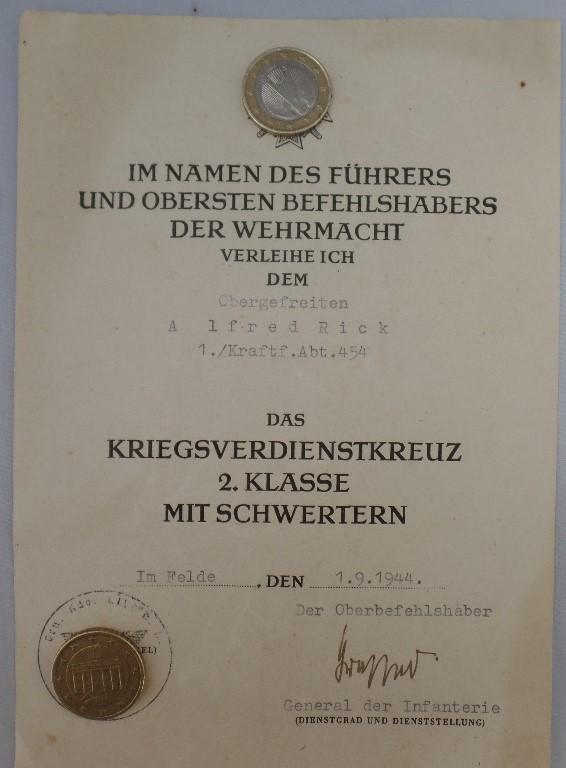 IM NAMEN DES FÜHRERS
UND OBERSTEN BEFEHLSHABERS
DER WEHRMACHT
VERLEIHE ICH
DEM
Obergefreiten
A lfred Rick
1./Kraftf.Abt.454
DAS
KRIEGSVERDIENSTKREUZ
2. KLASSE
MIT SCHWERTERN
Im Felde , DEN 1.9.1944.
Der Oberbefehlshaber
EL)
General der Infanterie
(DIENSTGRAD UND DIENSTSTELLUNG)